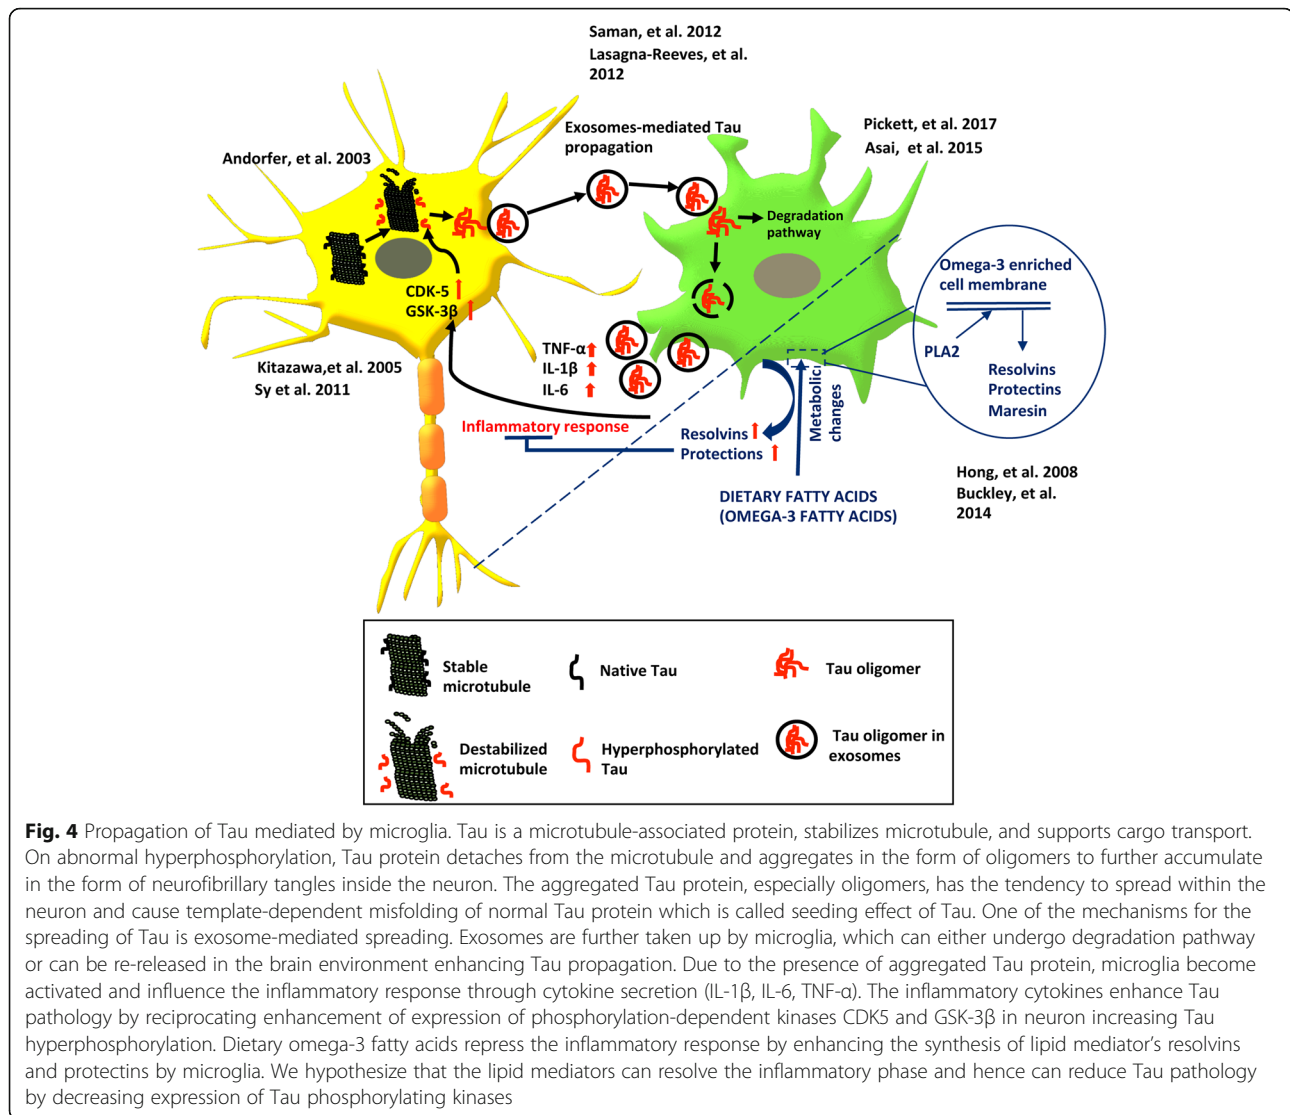 Saman, et al. 2012
Lasagna-Reeves, et al.
2012
Exosomes-mediated Tau
propagation
Pickett, et al. 2017
Asai, et al. 2015
Andorfer, et al. 2003
Degradation
pathway
CDK-5
GSK-3β
Kitazawa,et al. 2005
Sy et al. 2011
TNF-α
IL-1β
IL-6
Inflammatory response
Resolvins
Protections
Metabolic
changes
DIETARY FATTY ACIDS
(OMEGA-3 FATTY ACIDS)
Omega-3 enriched
cell membrane
PLA2
Resolvins
Protectins
Maresin
Hong, et al. 2008
Buckley, et al.
2014
Stable
microtubule
Native Tau
Tau oligomer
Destabilized
microtubule
Hyperphosphorylated
Tau
Tau oligomer in
exosomes
Fig. 4 Propagation of Tau mediated by microglia. Tau is a microtubule-associated protein, stabilizes microtubule, and supports cargo transport.
On abnormal hyperphosphorylation, Tau protein detaches from the microtubule and aggregates in the form of oligomers to further accumulate
in the form of neurofibrillary tangles inside the neuron. The aggregated Tau protein, especially oligomers, has the tendency to spread within the
neuron and cause template-dependent misfolding of normal Tau protein which is called seeding effect of Tau. One of the mechanisms for the
spreading of Tau is exosome-mediated spreading. Exosomes are further taken up by microglia, which can either undergo degradation pathway
or can be re-released in the brain environment enhancing Tau propagation. Due to the presence of aggregated Tau protein, microglia become
activated and influence the inflammatory response through cytokine secretion (IL-1β, IL-6, TNF-α). The inflammatory cytokines enhance Tau
pathology by reciprocating enhancement of expression of phosphorylation-dependent kinases CDK5 and GSK-3β in neuron increasing Tau
hyperphosphorylation. Dietary omega-3 fatty acids repress the inflammatory response by enhancing the synthesis of lipid mediator's resolvins
and protectins by microglia. We hypothesize that the lipid mediators can resolve the inflammatory phase and hence can reduce Tau pathology
by decreasing expression of Tau phosphorylating kinases